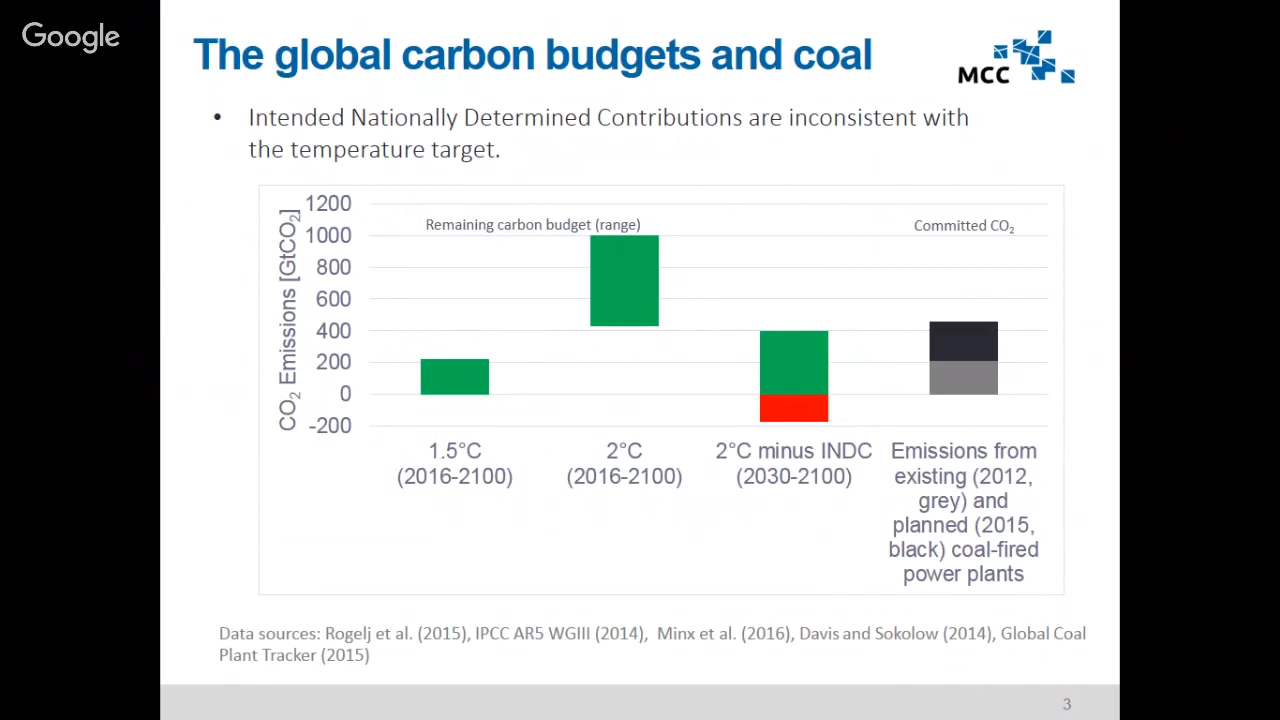 Google
The global carbon budgets and coal
MCC
• Intended Nationally Determined Contributions are inconsistent with
the temperature target.
CO₂ Emissions [GtCO₂]
1200
1000
800
600
400
200
0
-200
Remaining carbon budget (range)
Committed CO₂
1.5°C
(2016-2100)
2°C
(2016-2100)
2°C minus INDC
(2030-2100)
Emissions from
existing (2012,
grey) and
planned (2015,
black) coal-fired
power plants
Data sources: Rogelj et al. (2015), IPCC AR5 WGIII (2014),  Minx et al. (2016), Davis and Sokolow (2014), Global Coal
Plant Tracker (2015)
3